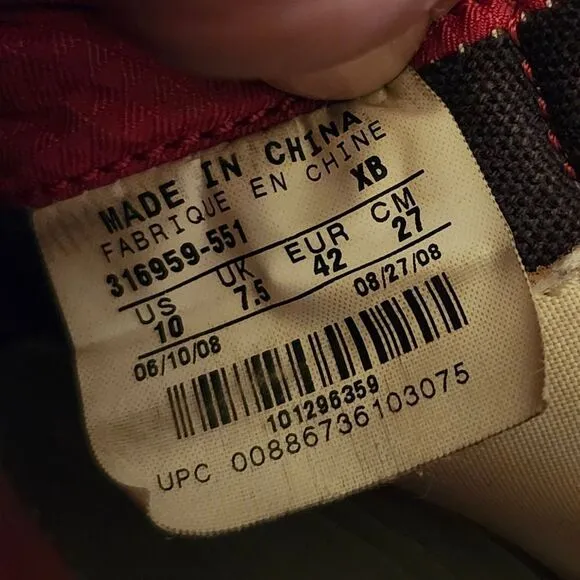 MADE IN CHINA
FABRIQUE EN CHINE
316959-551 XB
US UK EUR CM
10 7.5 42 27
06/10/08 08/27/08
101296359
UPC 00886736103075